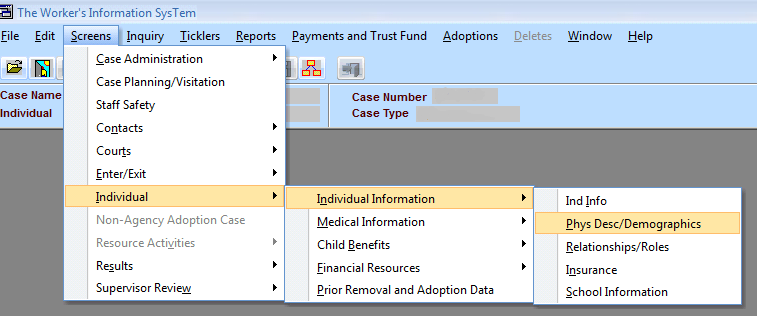 The Worker's Information SysTem
File Edit Screens Inquiry Ticklers Reports Payments and Trust Fund Adoptions Deletes Window Help
Case Name Case Number
Individual Case Type
Case Administration
Case Planning/Visitation
Staff Safety
Contacts
Courts
Enter/Exit
Individual
Non-Agency Adoption Case
Resource Activities
Results
Supervisor Review
Individual Information
Medical Information
Child Benefits
Financial Resources
Prior Removal and Adoption Data
Ind Info
Phys Desc/Demographics
Relationships/Roles
Insurance
School Information